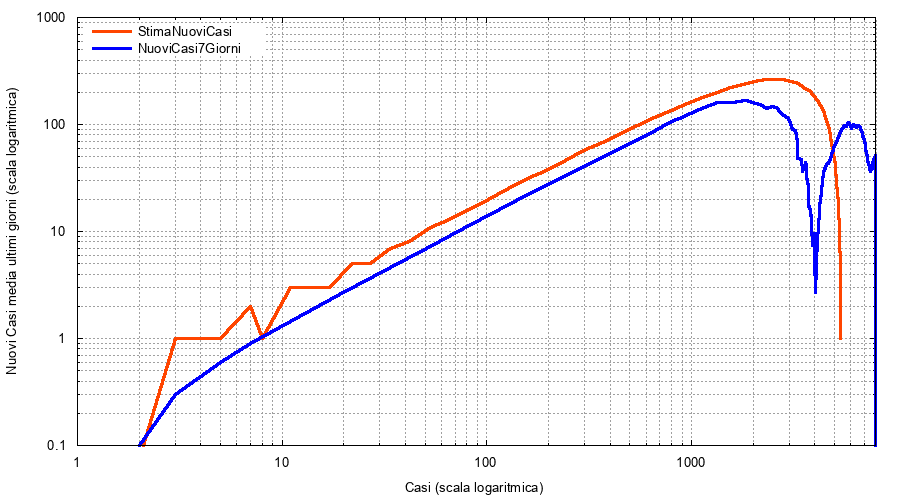 1000
StimaNuoviCasi
NuoviCasi7Giorni
100
10
1
0.1
Nuovi Casi media ultimi giorni (scala logaritmica)
1 10 100 1000
Casi (scala logaritmica)